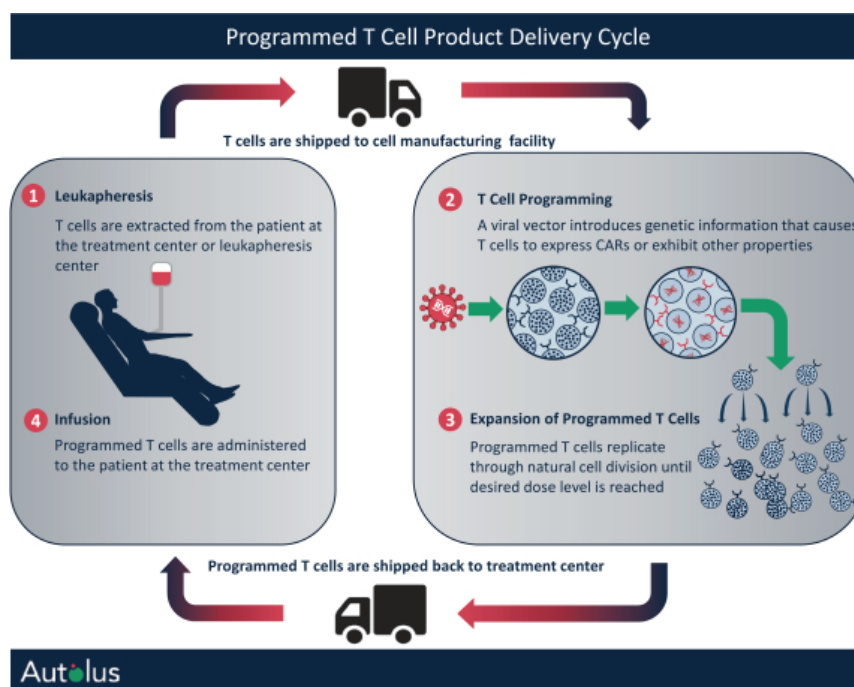 Programmed T Cell Product Delivery Cycle
T cells are shipped to cell manufacturing facility
1 Leukapheresis
T cells are extracted from the patient at
the treatment center or leukapheresis
center
2 T Cell Programming
A viral vector introduces genetic information that causes
T cells to express CARs or exhibit other properties
3 Expansion of Programmed T Cells
Programmed T cells replicate
through natural cell division until
desired dose level is reached
4 Infusion
Programmed T cells are administered
to the patient at the treatment center
Programmed T cells are shipped back to treatment center
Autolus